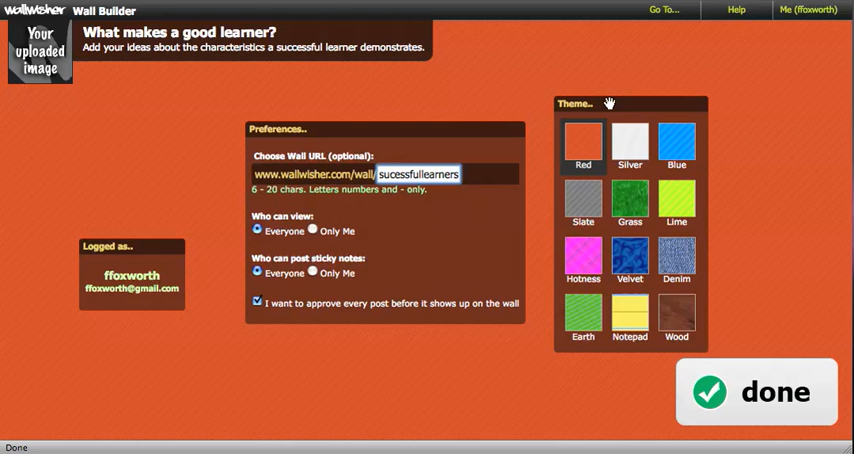 wallwisher Wall Builder
Go To... Help Me (ffoxworth)
Your
uploaded
image
What makes a good learner?
Add your ideas about the characteristics a successful learner demonstrates.
Logged as..
ffoxworth
ffoxworth@gmail.com
Preferences..
Choose Wall URL (optional):
www.wallwisher.com/wall/sucessfullearners
6 - 20 chars. Letters numbers and - only.
Who can view:
Everyone Only Me
Who can post sticky notes:
Everyone Only Me
I want to approve every post before it shows up on the wall
Theme..
Red Silver Blue
Slate Grass Lime
Hotness Velvet Denim
Earth Notepad Wood
done
Done